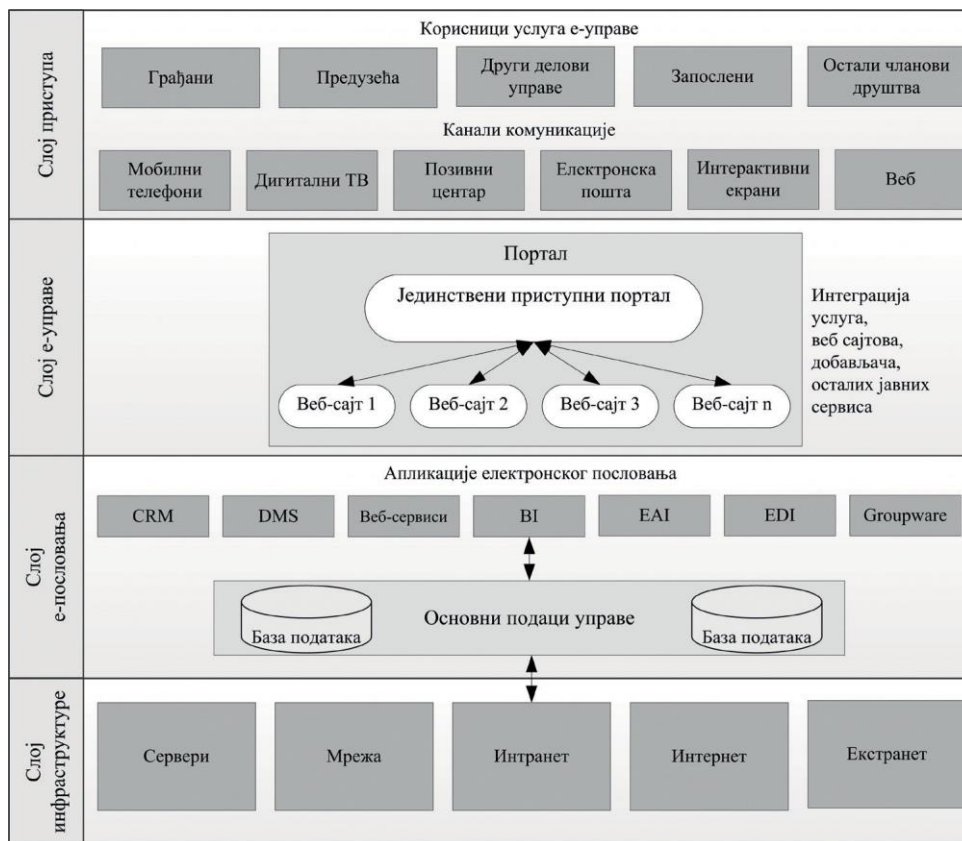 Слој приступа
Корисници услуга е-управе
Грађани
Предузећа
Други делови
управе
Запослени
Остали чланови
друштва
Канали комуникације
Мобилни
телефони
Дигитални ТВ
Позивни
центар
Електронска
пошта
Интерактивни
екрани
Веб
Слој е-управе
Портал
Јединствени приступни портал
Веб-сајт 1
Веб-сајт 2
Веб-сајт 3
Веб-сајт n
Интеграција
услуга,
веб сајтова,
добављача,
осталих јавних
сервиса
Слој
е-пословања
Апликације електронског пословања
CRM
DMS
Веб-сервиси
BI
EAI
EDI
Groupware
База података
Основни подаци управе
База података
Слој
инфраструктуре
Сервери
Мрежа
Интранет
Интернет
Екстранет